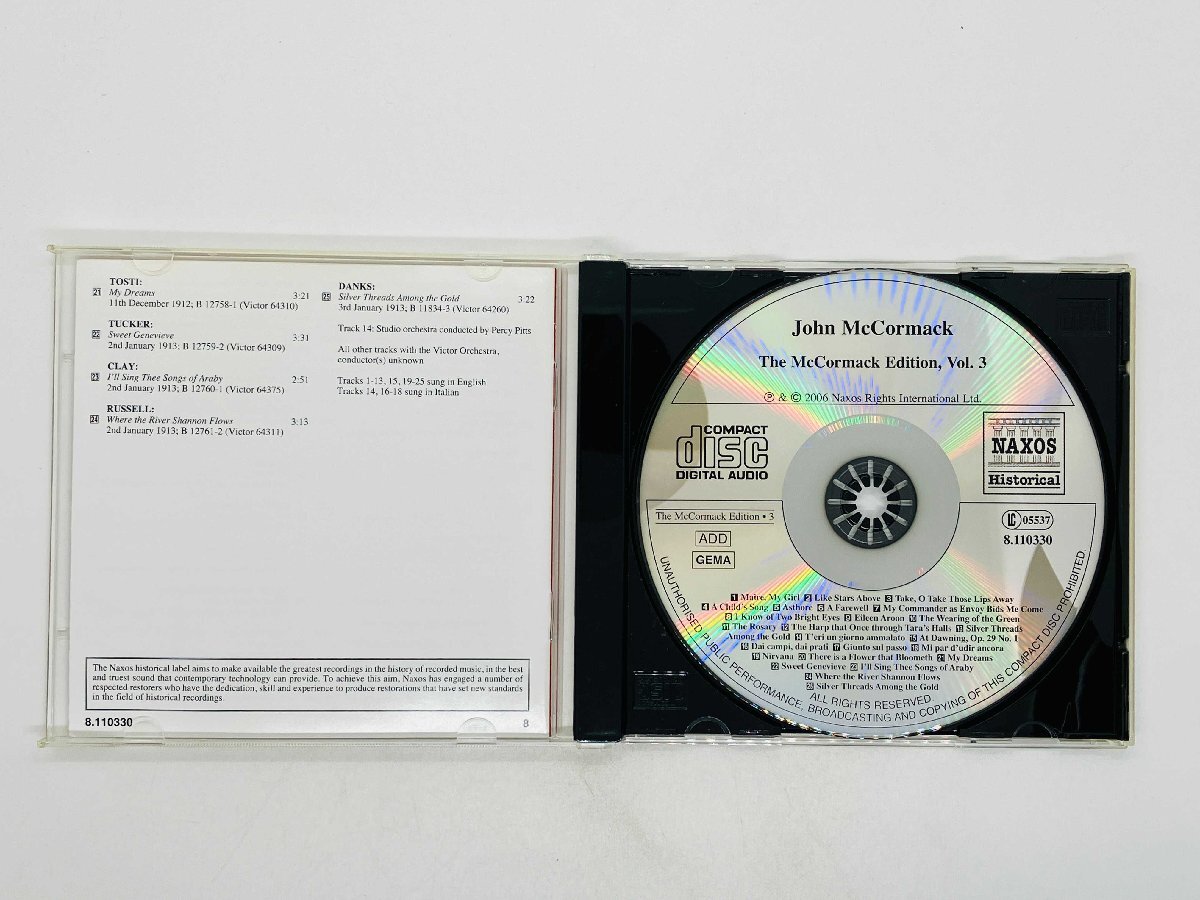 TOSTI:
21 My Dreams 3:21
11th December 1912; B 12758-1 (Victor 64310)
TUCKER:
22 Sweet Genevieve 3:31
2nd January 1913; B 12759-2 (Victor 64309)
CLAY:
23 I'll Sing Thee Songs of Araby 2:51
2nd January 1913; B 12760-1 (Victor 64375)
RUSSELL:
24 Where the River Shannon Flows 3:13
2nd January 1913; B 12761-2 (Victor 64311)
DANKS:
25 Silver Threads Among the Gold 3:22
3rd January 1913; B 11834-3 (Victor 64260)
Track 14: Studio orchestra conducted by Percy Pitts
All other tracks with the Victor Orchestra,
conductor(s) unknown
Tracks 1-13, 15, 19-25 sung in English
Tracks 14, 16-18 sung in Italian
The Naxos historical label aims to make available the greatest recordings in the history of recorded music, in the best
and truest sound that contemporary technology can provide. To achieve this aim, Naxos has engaged a number of
respected restorers who have the dedication, skill and experience to produce restorations that have set new standards
in the field of historical recordings.
8.110330 8
John McCormack
The McCormack Edition, Vol. 3
℗ & © 2006 Naxos Rights International Ltd.
COMPACT
disc
DIGITAL AUDIO
NAXOS
Historical
The McCormack Edition • 3
ADD
GEMA
LC 05537
8.110330
1 Maire, My Girl 2 Like Stars Above 3 Take, O Take Those Lips Away
4 A Child's Song 5 Asthore 6 A Farewell 7 My Commander as Envoy Bids Me Come
8 I Know of Two Bright Eyes 9 Eileen Aroon 10 The Wearing of the Green
11 The Rosary 12 The Harp that Once through Tara's Halls 13 Silver Threads
Among the Gold 14 T'eri un giorno ammalato 15 At Dawning, Op. 29 No. 1
16 Dai campi, dai prati 17 Giunto sul passo 18 Mi par d'udir ancora
19 Nirvana 20 There is a Flower that Bloometh 21 My Dreams
22 Sweet Genevieve 23 I'll Sing Thee Songs of Araby
24 Where the River Shannon Flows
25 Silver Threads Among the Gold
ALL RIGHTS RESERVED
UNAUTHORISED PUBLIC PERFORMANCE, BROADCASTING AND COPYING OF THIS COMPACT DISC PROHIBITED.